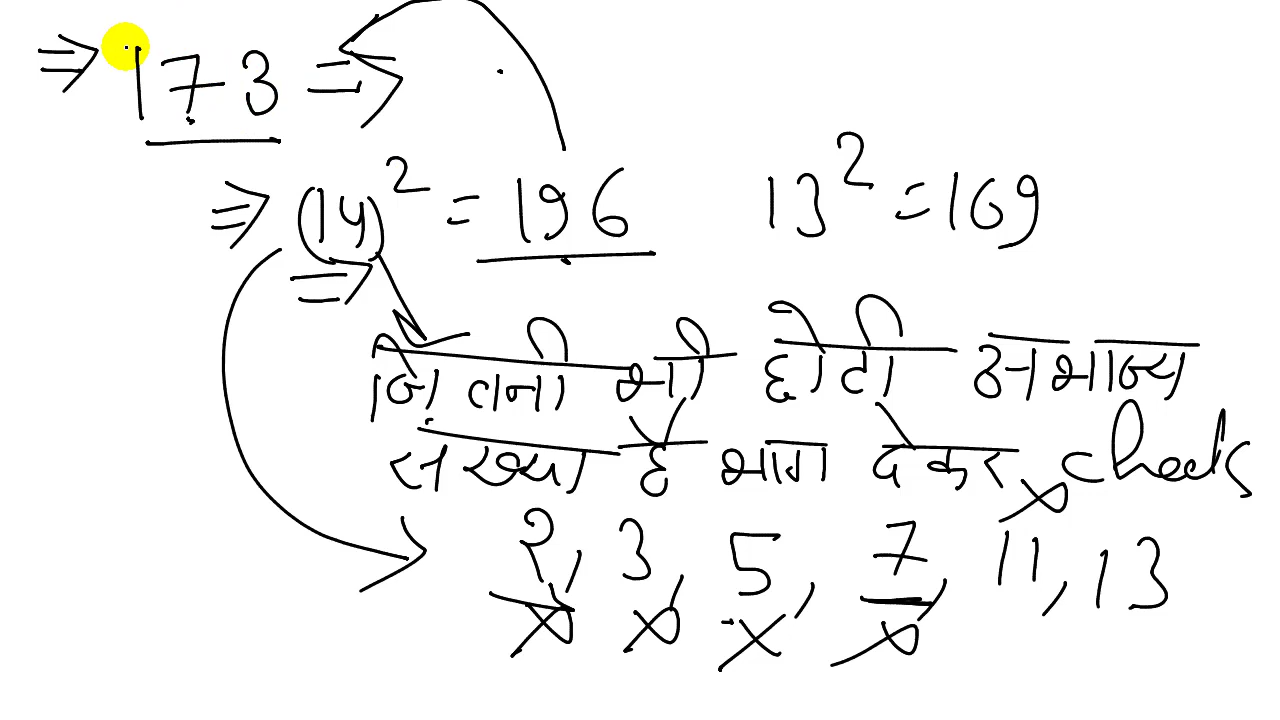 ⇒ 173 ⇒
⇒ (14)² = 196 13² = 169
जितनी भी छोटी अभाज्य
संख्या है भाग देकर check
2, 3, 5, 7, 11, 13